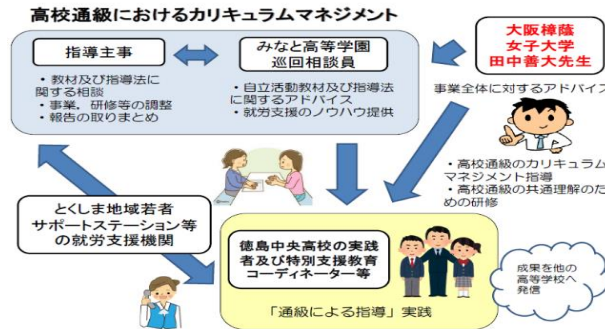 高校通級におけるカリキュラムマネジメント
指導主事
・教材及び指導法に
関する相談
・事業、研修等の調整
・報告の取りまとめ
みなと高等学園
巡回相談員
・自立活動教材及び指導法
に関するアドバイス
・就労支援のノウハウ提供
大阪樟蔭
女子大学
田中善大先生
事業全体に対するアドバイス
・高校通級のカリキュラム
マネジメント指導
・高校通級の共通理解のた
めの研修
とくしま地域若者
サポートステーション等
の就労支援機関
徳島中央高校の実践
者及び特別支援教育
コーディネーター等
「通級による指導」実践
成果を他の
高等学校へ
発信